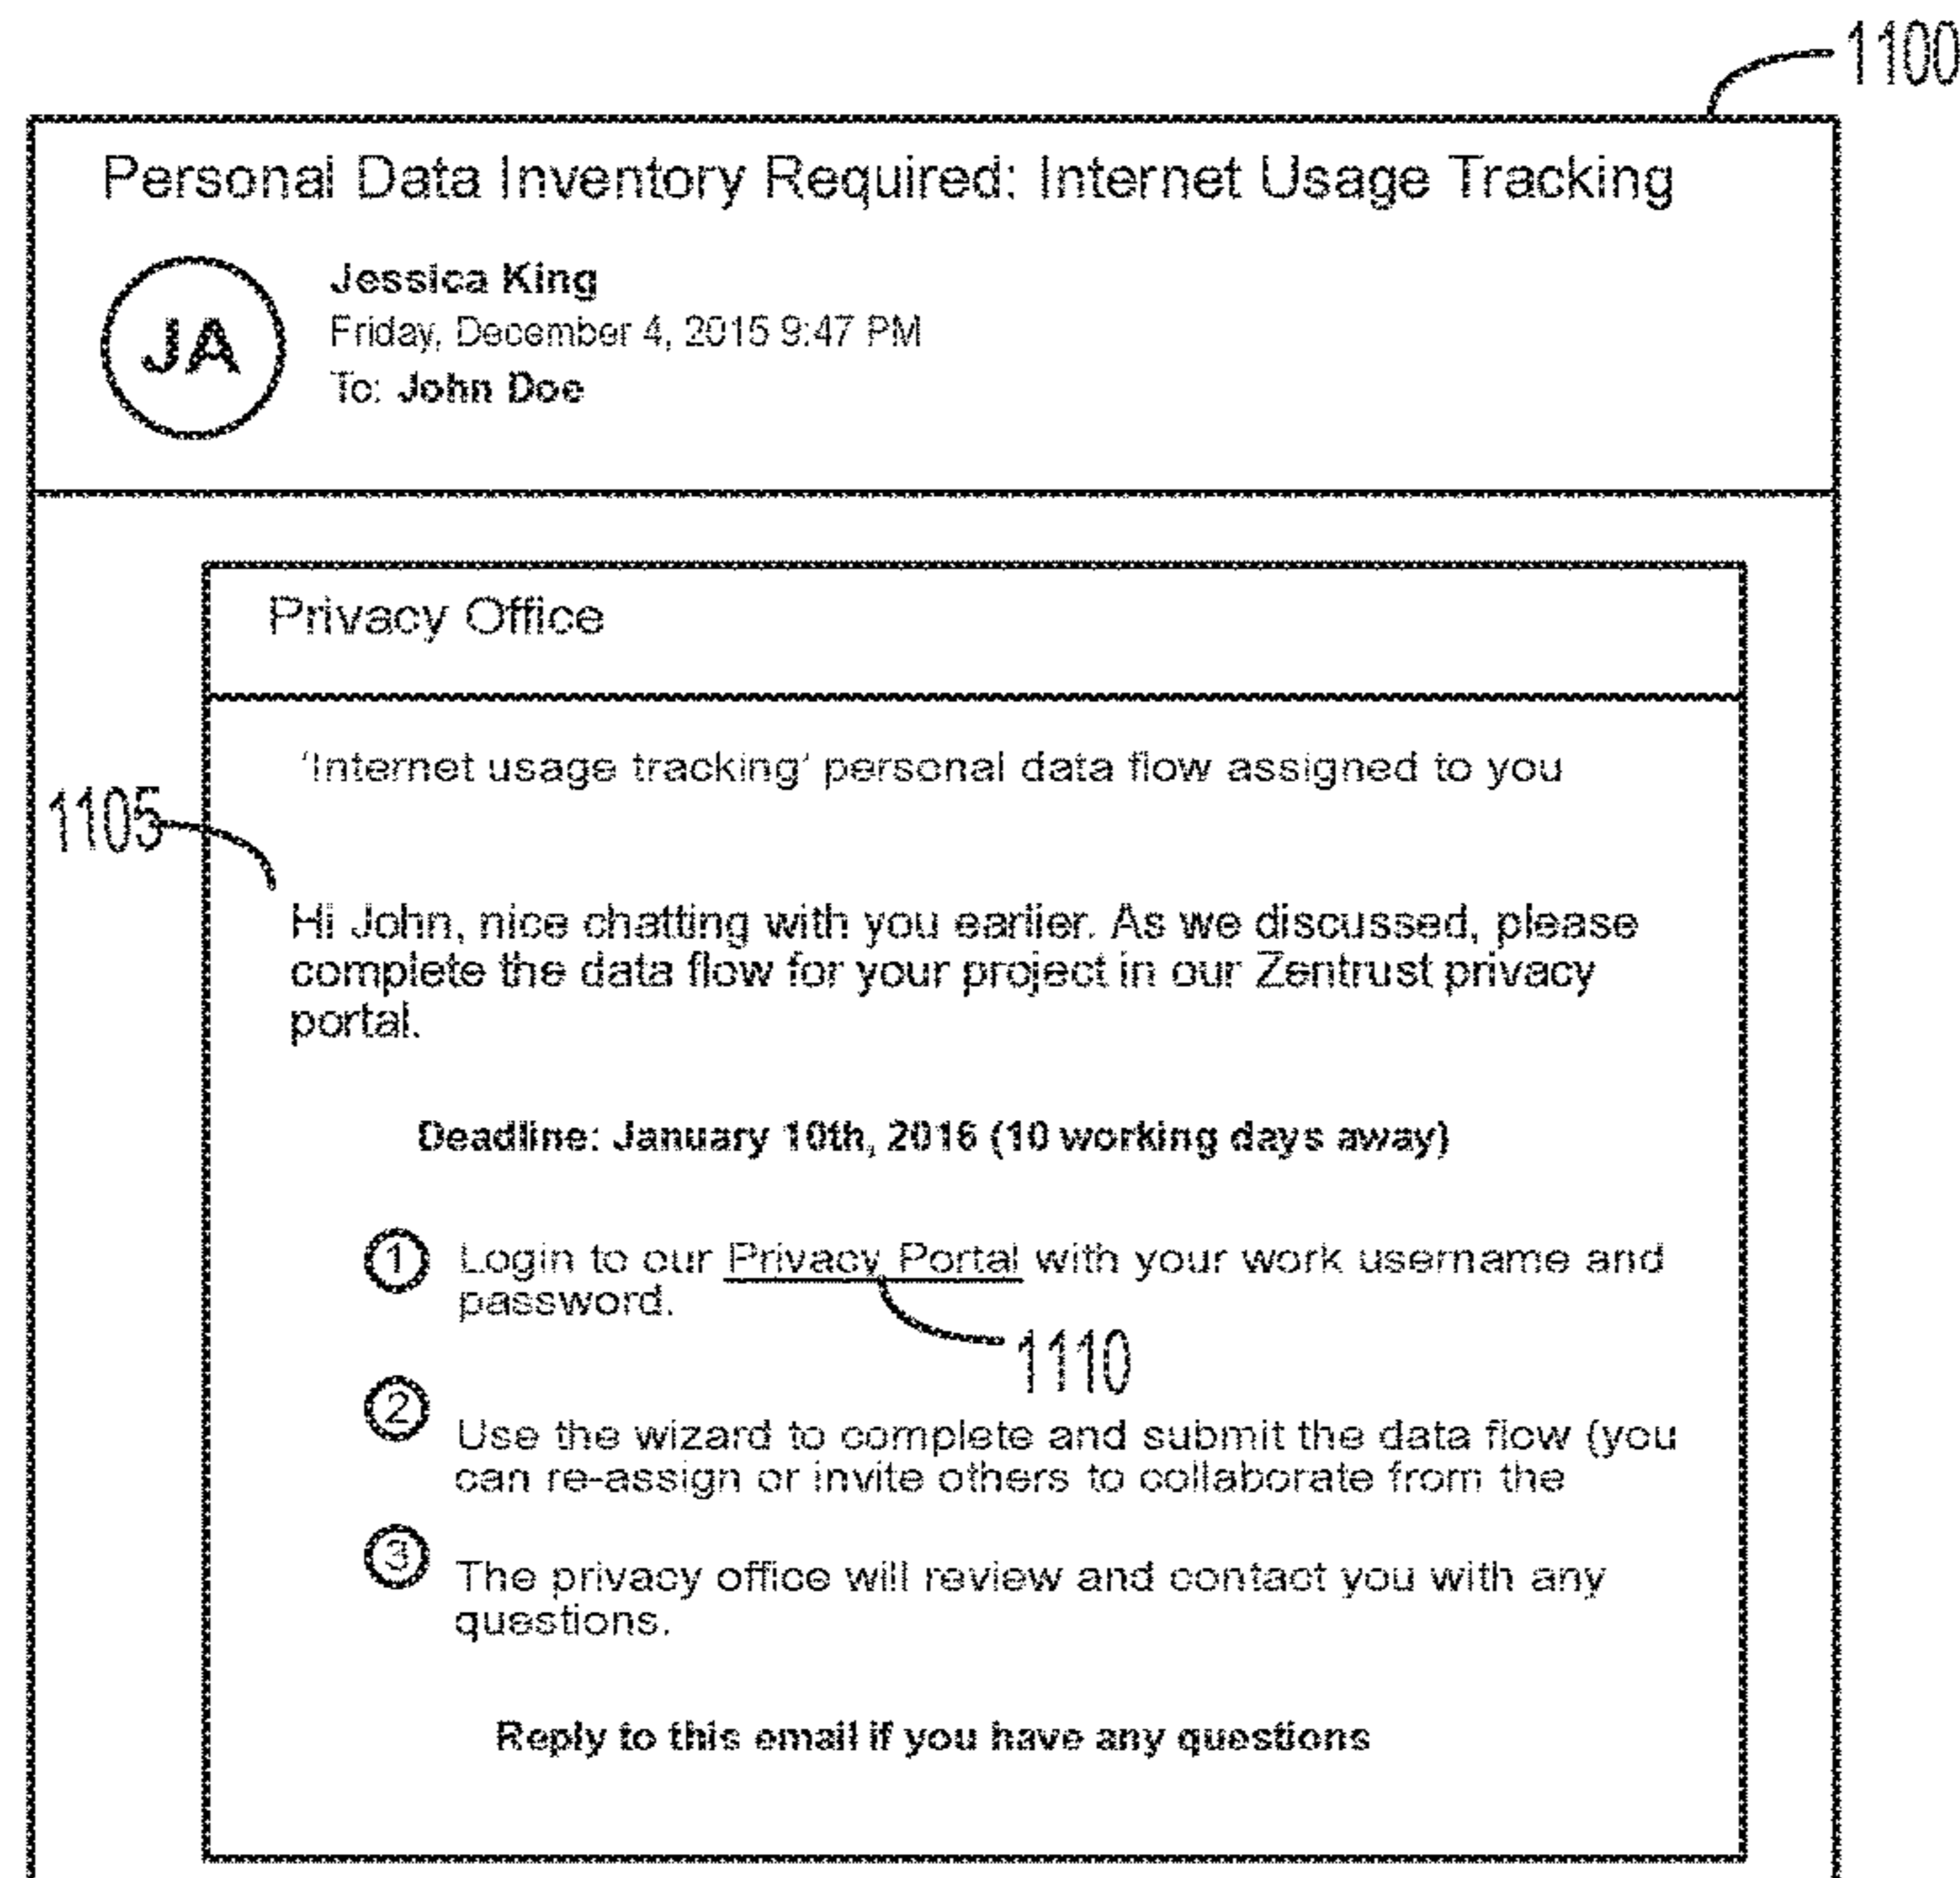 1100
Personal Data Inventory Required: Internet Usage Tracking
JA
Jessica King
Friday, December 4, 2015 9:47 PM
To: John Doe
Privacy Office
'Internet usage tracking' personal data flow assigned to you
1105
Hi John, nice chatting with you earlier. As we discussed, please
complete the data flow for your project in our Zentrust privacy
portal.
Deadline: January 10th, 2016 (10 working days away)
1 Login to our Privacy Portal with your work username and
password.
1110
2 Use the wizard to complete and submit the data flow (you
can re-assign or invite others to collaborate from the
3 The privacy office will review and contact you with any
questions.
Reply to this email if you have any questions